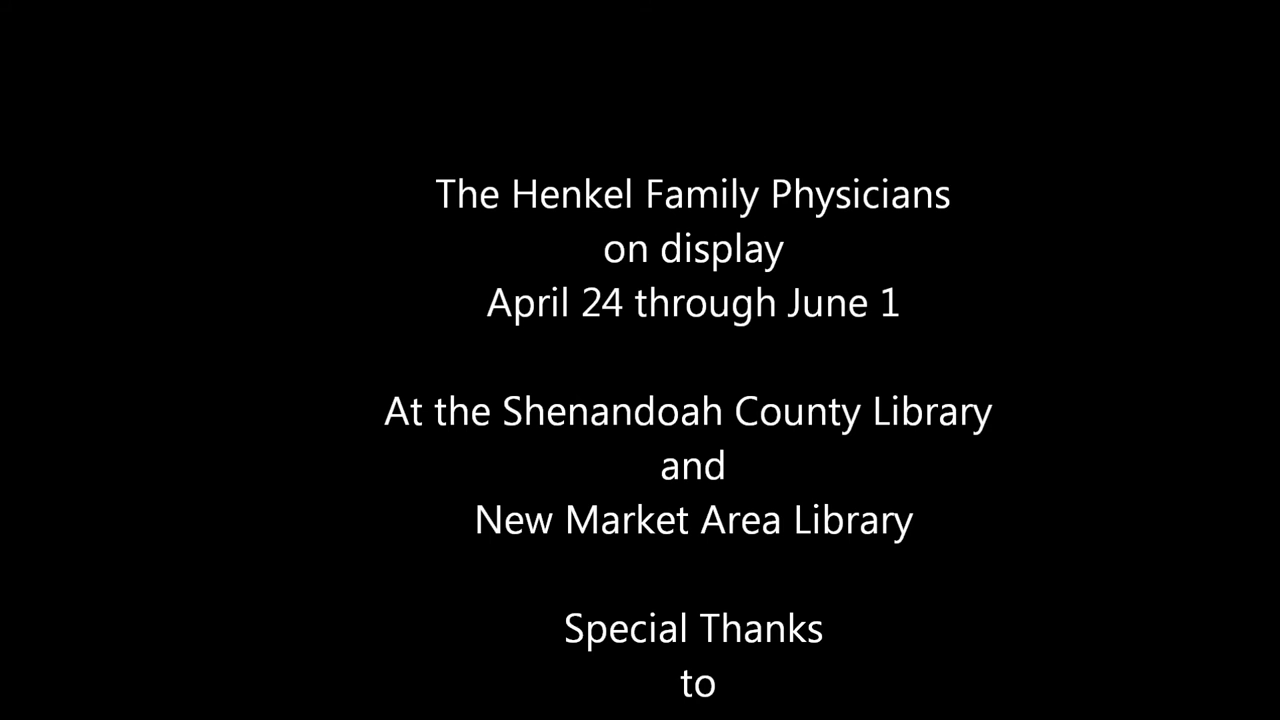 The Henkel Family Physicians
on display
April 24 through June 1
At the Shenandoah County Library
and
New Market Area Library
Special Thanks
to